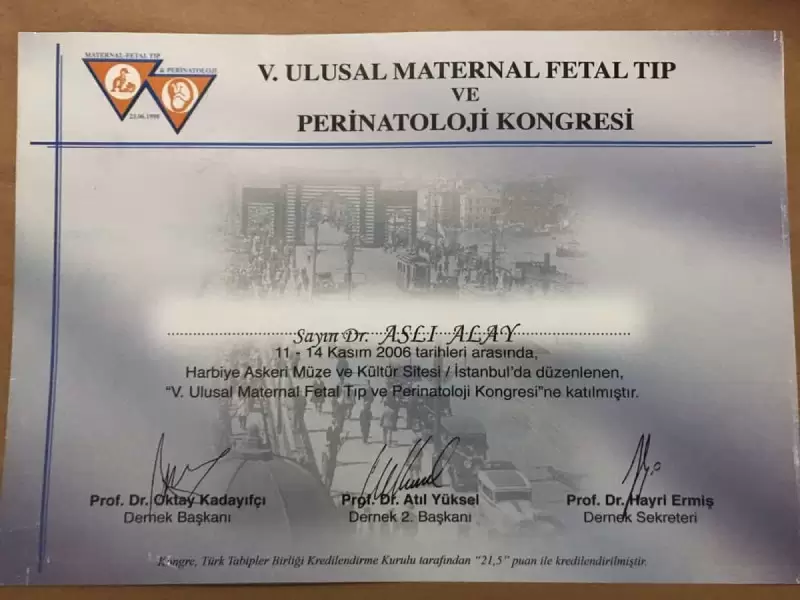 MATERNAL-FETAL TIP
& PERİNATOLOJİ
23.06.1998
V. ULUSAL MATERNAL FETAL TIP
VE
PERİNATOLOJİ KONGRESİ
Sayın Dr. ASLI ALAY
11 - 14 Kasım 2006 tarihleri arasında,
Harbiye Askeri Müze ve Kültür Sitesi / İstanbul'da düzenlenen,
"V. Ulusal Maternal Fetal Tıp ve Perinatoloji Kongresi"ne katılmıştır.
Prof. Dr. Oktay Kadayıfçı
Dernek Başkanı
Prof. Dr. Atıl Yüksel
Dernek 2. Başkanı
Prof. Dr. Hayri Ermiş
Dernek Sekreteri
Kongre, Türk Tabipler Birliği Kredilendirme Kurulu tarafından "21,5" puan ile kredilendirilmiştir.